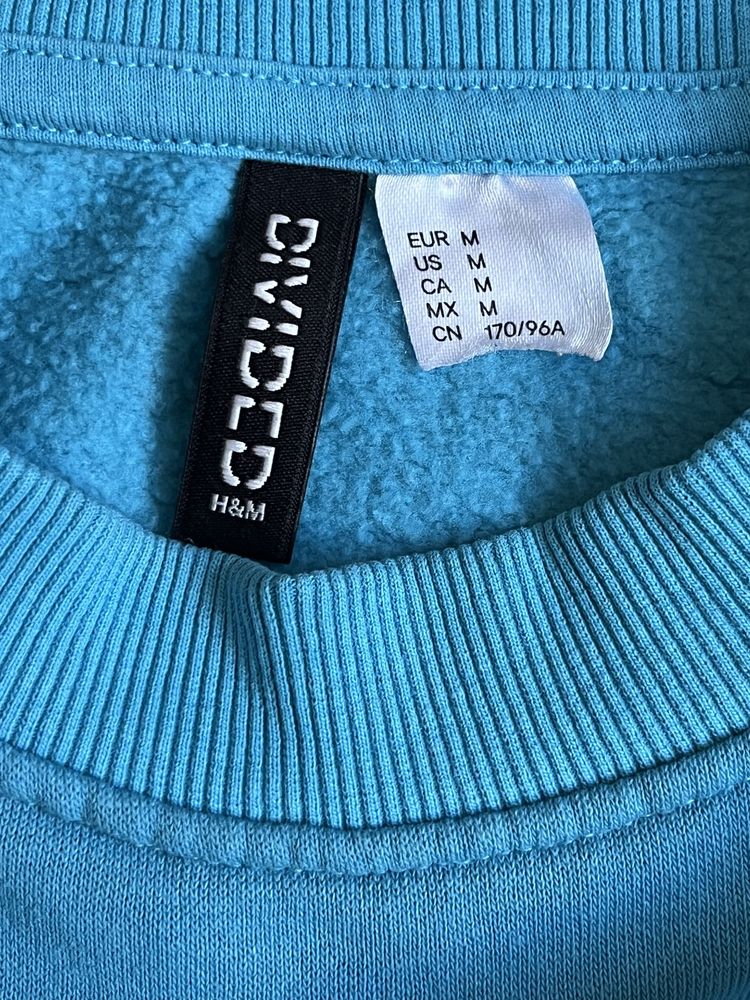 DIVIDED
H&M
EUR M
US M
CA M
MX M
CN 170/96A